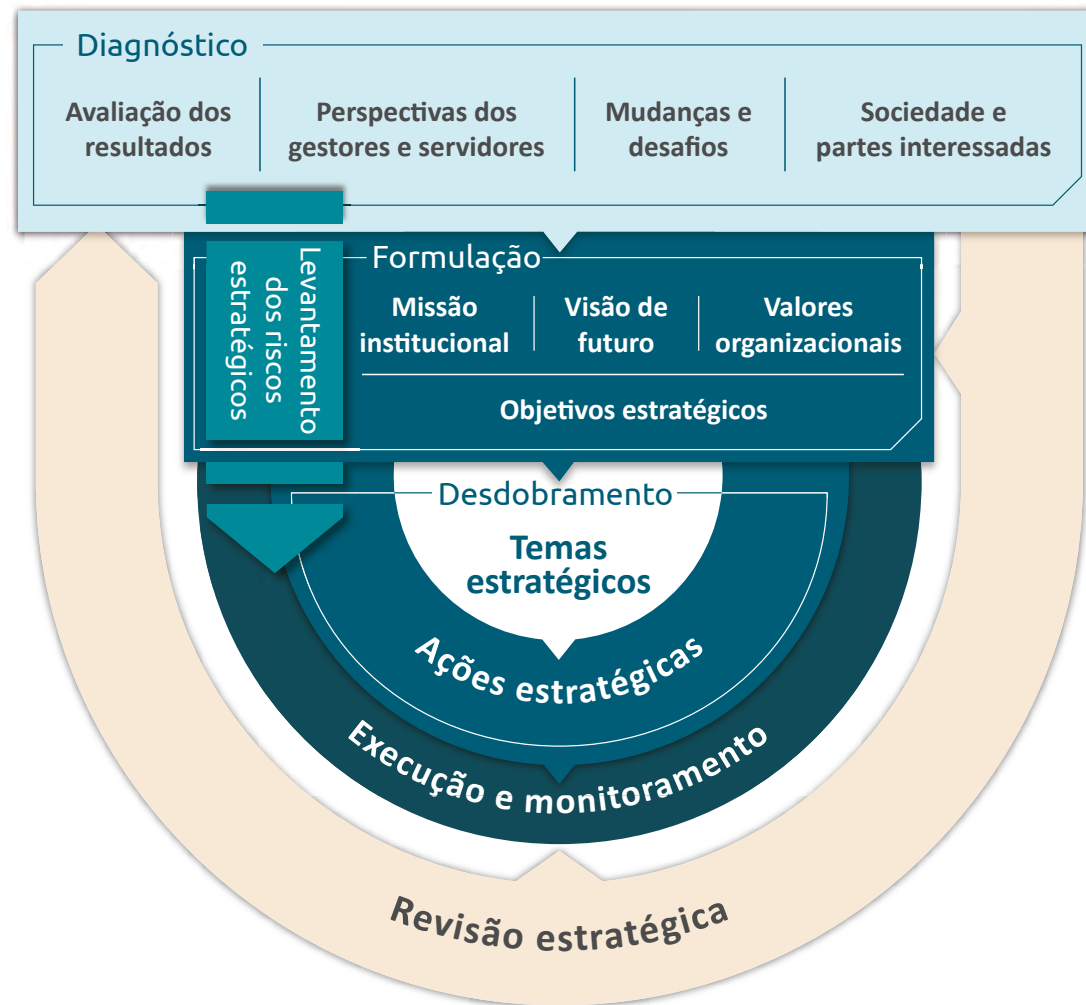 Diagnóstico
Avaliação dos
resultados
Perspectivas dos
gestores e servidores
Mudanças e
desafios
Sociedade e
partes interessadas
Levantamento
dos riscos
estratégicos
Formulação
Missão
institucional
Visão de
futuro
Valores
organizacionais
Objetivos estratégicos
Desdobramento
Temas
estratégicos
Ações estratégicas
Execução e monitoramento
Revisão estratégica